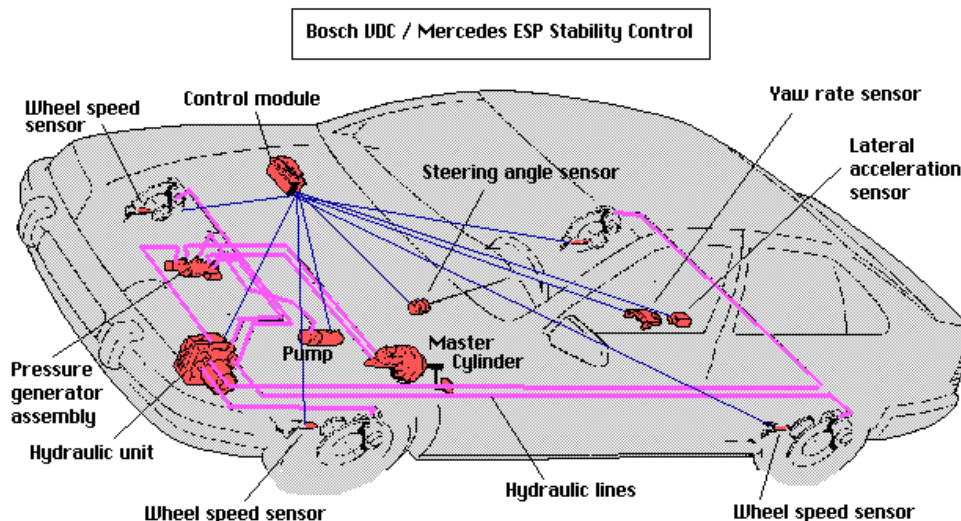 Bosch VDC / Mercedes ESP Stability Control
Wheel speed
sensor
Control module
Yaw rate sensor
Steering angle sensor
Lateral
acceleration
sensor
Pump
Master
Cylinder
Pressure
generator
assembly
Hydraulic unit
Hydraulic lines
Wheel speed sensor
Wheel speed sensor